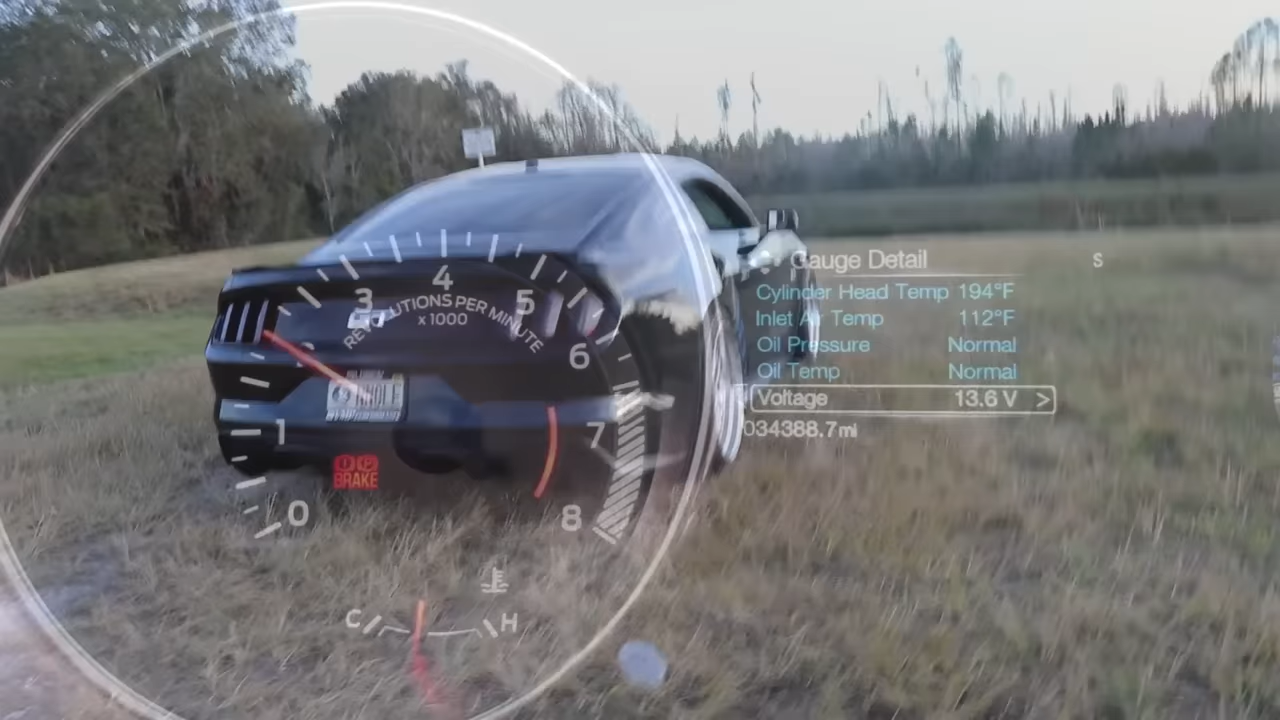 4
3
5
REVOLUTIONS PER MINUTE
x 1000
6
Gauge Detail
S
Cylinder Head Temp 194°F
Inlet Air Temp 112°F
Oil Pressure Normal
Oil Temp Normal
Voltage 13.6 V >
034388.7mi
1
7
BRAKE
0
8
C H